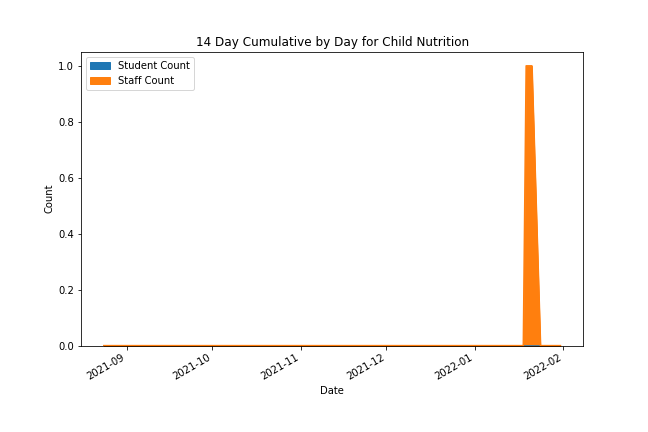 14 Day Cumulative by Day for Child Nutrition
Student Count
Staff Count
1.0
0.8
0.6
0.4
0.2
0.0
Count
2021-09
2021-10
2021-11
2021-12
2022-01
2022-02
Date